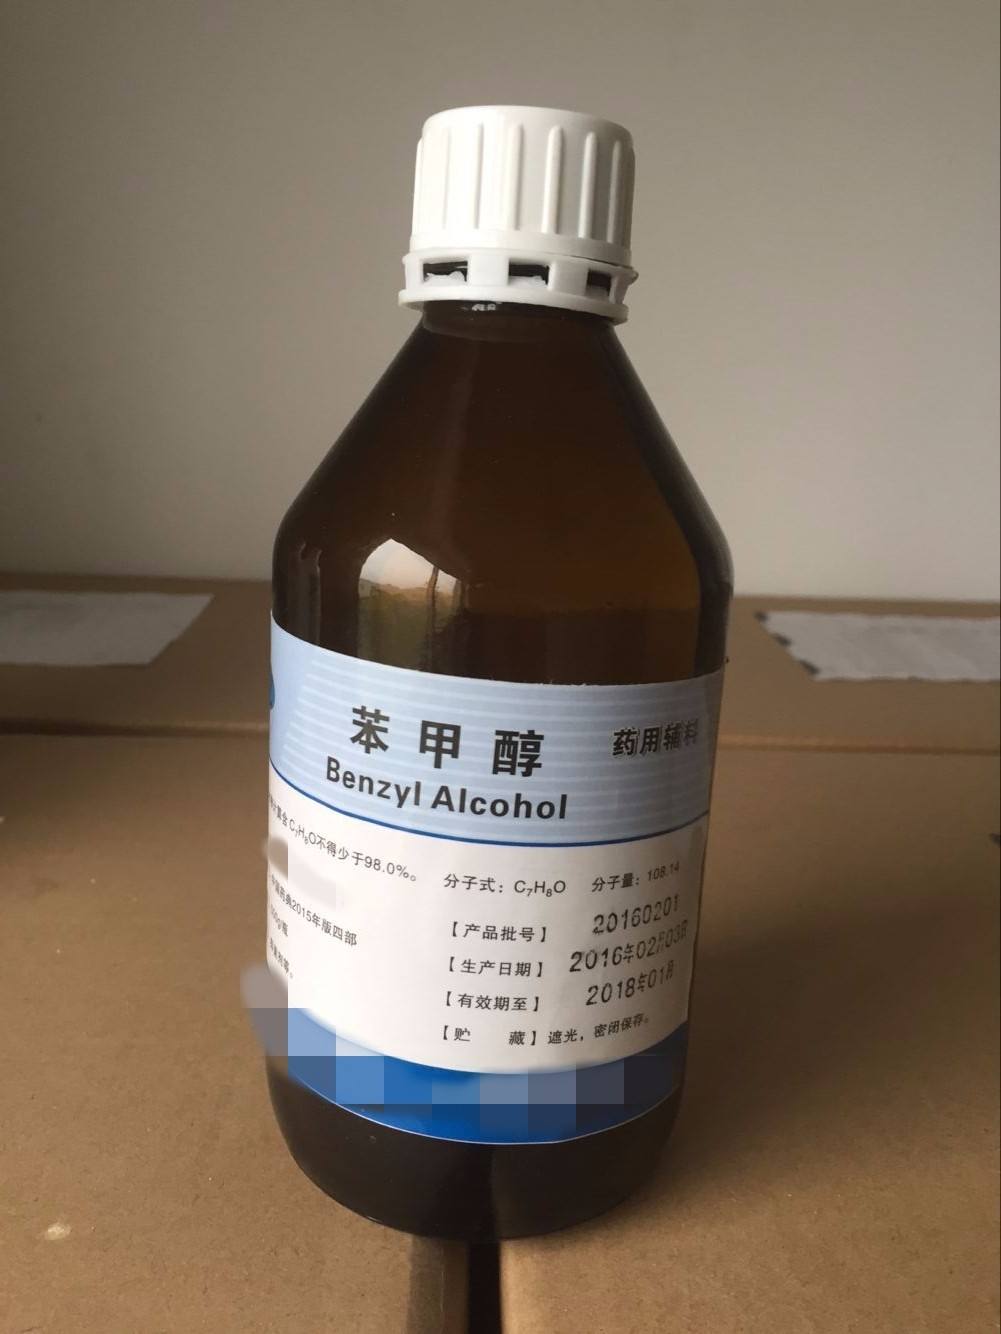 苯甲醇
药用辅料
Benzyl Alcohol
含C₇H₈O不得少于98.0%。
药典2015年版四部
分子式：C₇H₈O 分子量：108.14
【产品批号】 20160201
【生产日期】 2016年02月03日
【有效期至】 2018年01月
【贮 藏】遮光，密闭保存。